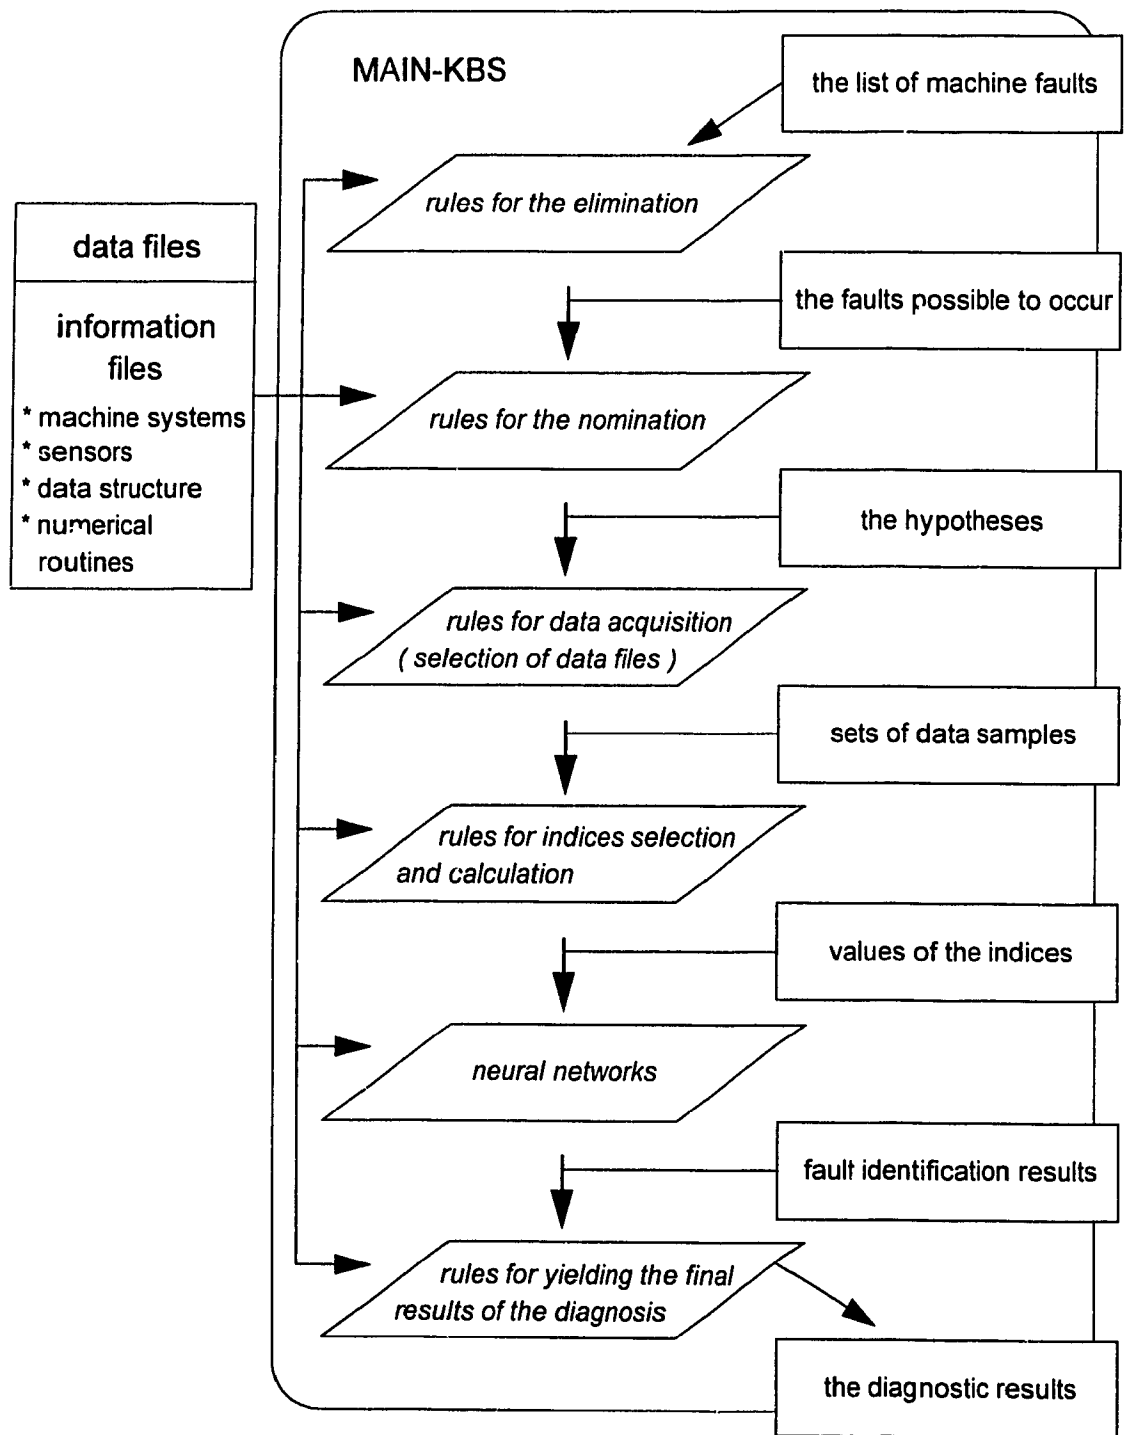 MAIN-KBS
the list of machine faults
rules for the elimination
data files
information
files
* machine systems
* sensors
* data structure
* numerical
routines
the faults possible to occur
rules for the nomination
the hypotheses
rules for data acquisition
( selection of data files )
sets of data samples
rules for indices selection
and calculation
values of the indices
neural networks
fault identification results
rules for yielding the final
results of the diagnosis
the diagnostic results